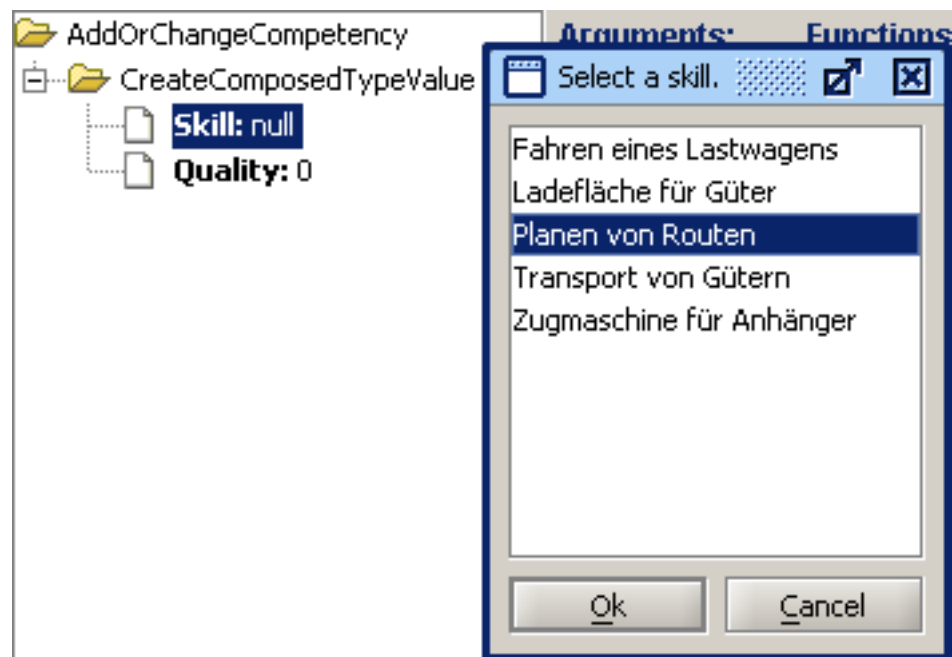 AddOrChangeCompetency
CreateComposedTypeValue
Skill: null
Quality: 0
Arguments: Functions
Select a skill.
Fahren eines Lastwagens
Ladefläche für Güter
Planen von Routen
Transport von Gütern
Zugmaschine für Anhänger
Ok Cancel